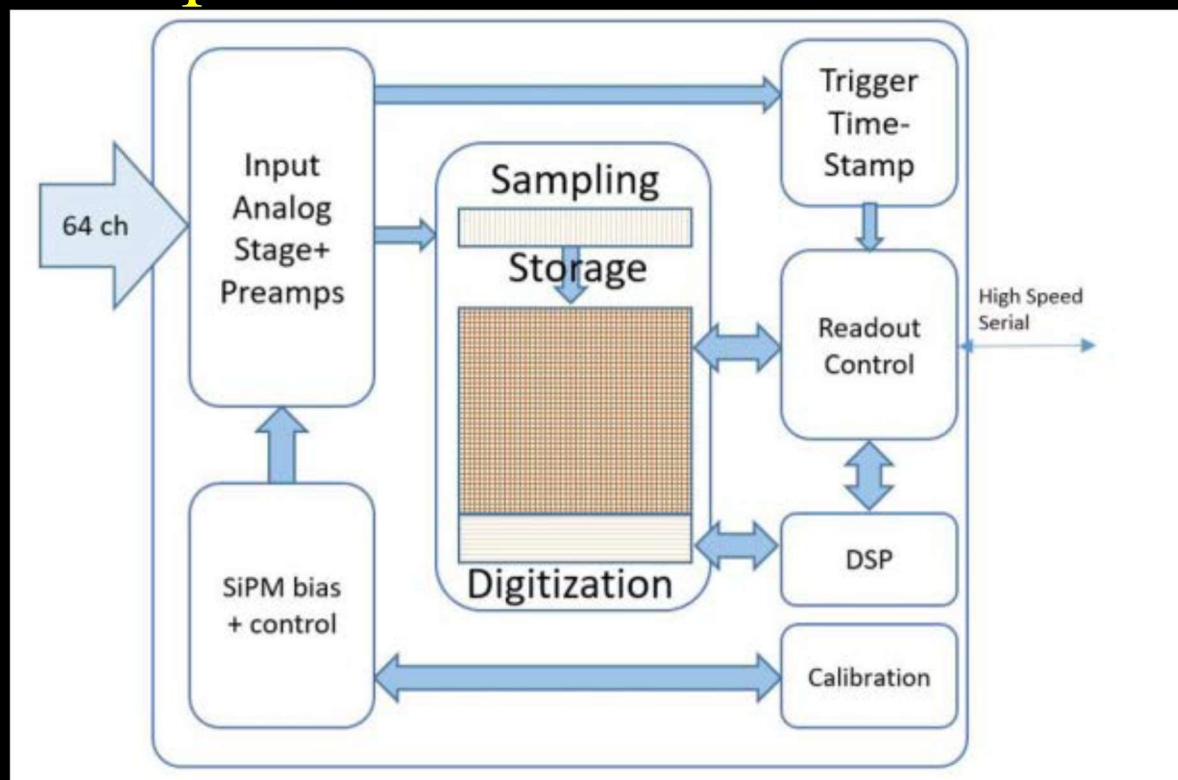 64 ch
Input
Analog
Stage+
Preamps
Sampling
Storage
Digitization
Trigger
Time-
Stamp
Readout
Control
High Speed
Serial
DSP
SiPM bias
+ control
Calibration